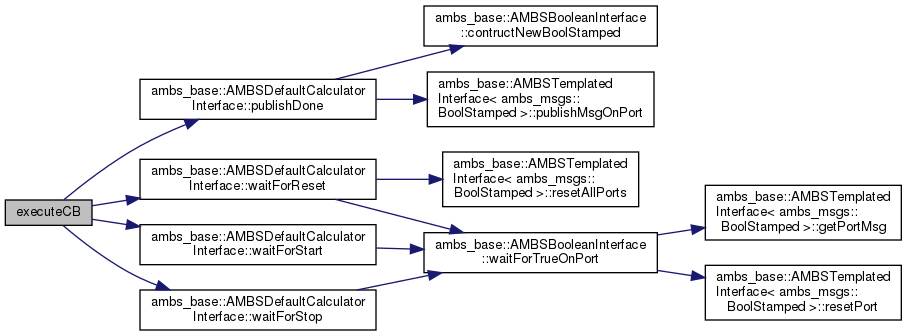 executeCB
ambs_base::AMBSDefaultCalculator
Interface::publishDone
ambs_base::AMBSBooleanInterface
::contructNewBoolStamped
ambs_base::AMBSTemplated
Interface< ambs_msgs::
BoolStamped >::publishMsgOnPort
ambs_base::AMBSDefaultCalculator
Interface::waitForReset
ambs_base::AMBSTemplated
Interface< ambs_msgs::
BoolStamped >::resetAllPorts
ambs_base::AMBSBooleanInterface
::waitForTrueOnPort
ambs_base::AMBSTemplated
Interface< ambs_msgs::
BoolStamped >::getPortMsg
ambs_base::AMBSTemplated
Interface< ambs_msgs::
BoolStamped >::resetPort
ambs_base::AMBSDefaultCalculator
Interface::waitForStart
ambs_base::AMBSDefaultCalculator
Interface::waitForStop